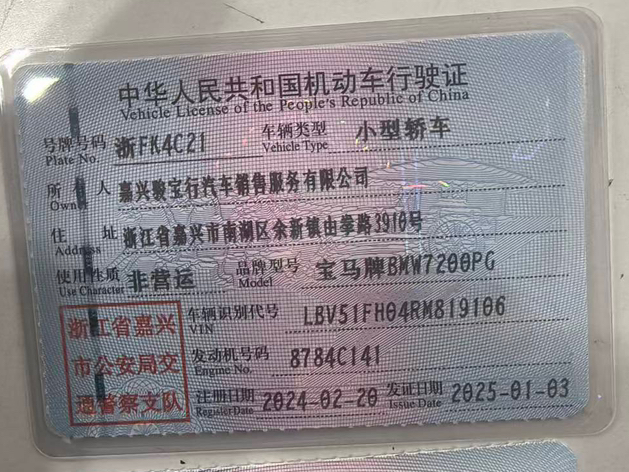 中华人民共和国机动车行驶证
Vehicle License of the People's Republic of China
号牌号码 浙FK4C21 车辆类型 小型轿车
Plate No. Vehicle Type
所有人 嘉兴骏宝行汽车销售服务有限公司
Owner
住址 浙江省嘉兴市南湖区余新镇由拳路3910号
Address
使用性质 非营运 品牌型号 宝马牌BMW7200PG
Use Character Model
浙江省嘉兴 车辆识别代号 LBV51FH04RM819106
VIN
市公安局交 发动机号码 8784C141
Engine No.
通警察支队 注册日期 2024-02-20 发证日期 2025-01-03
Register Date Issue Date